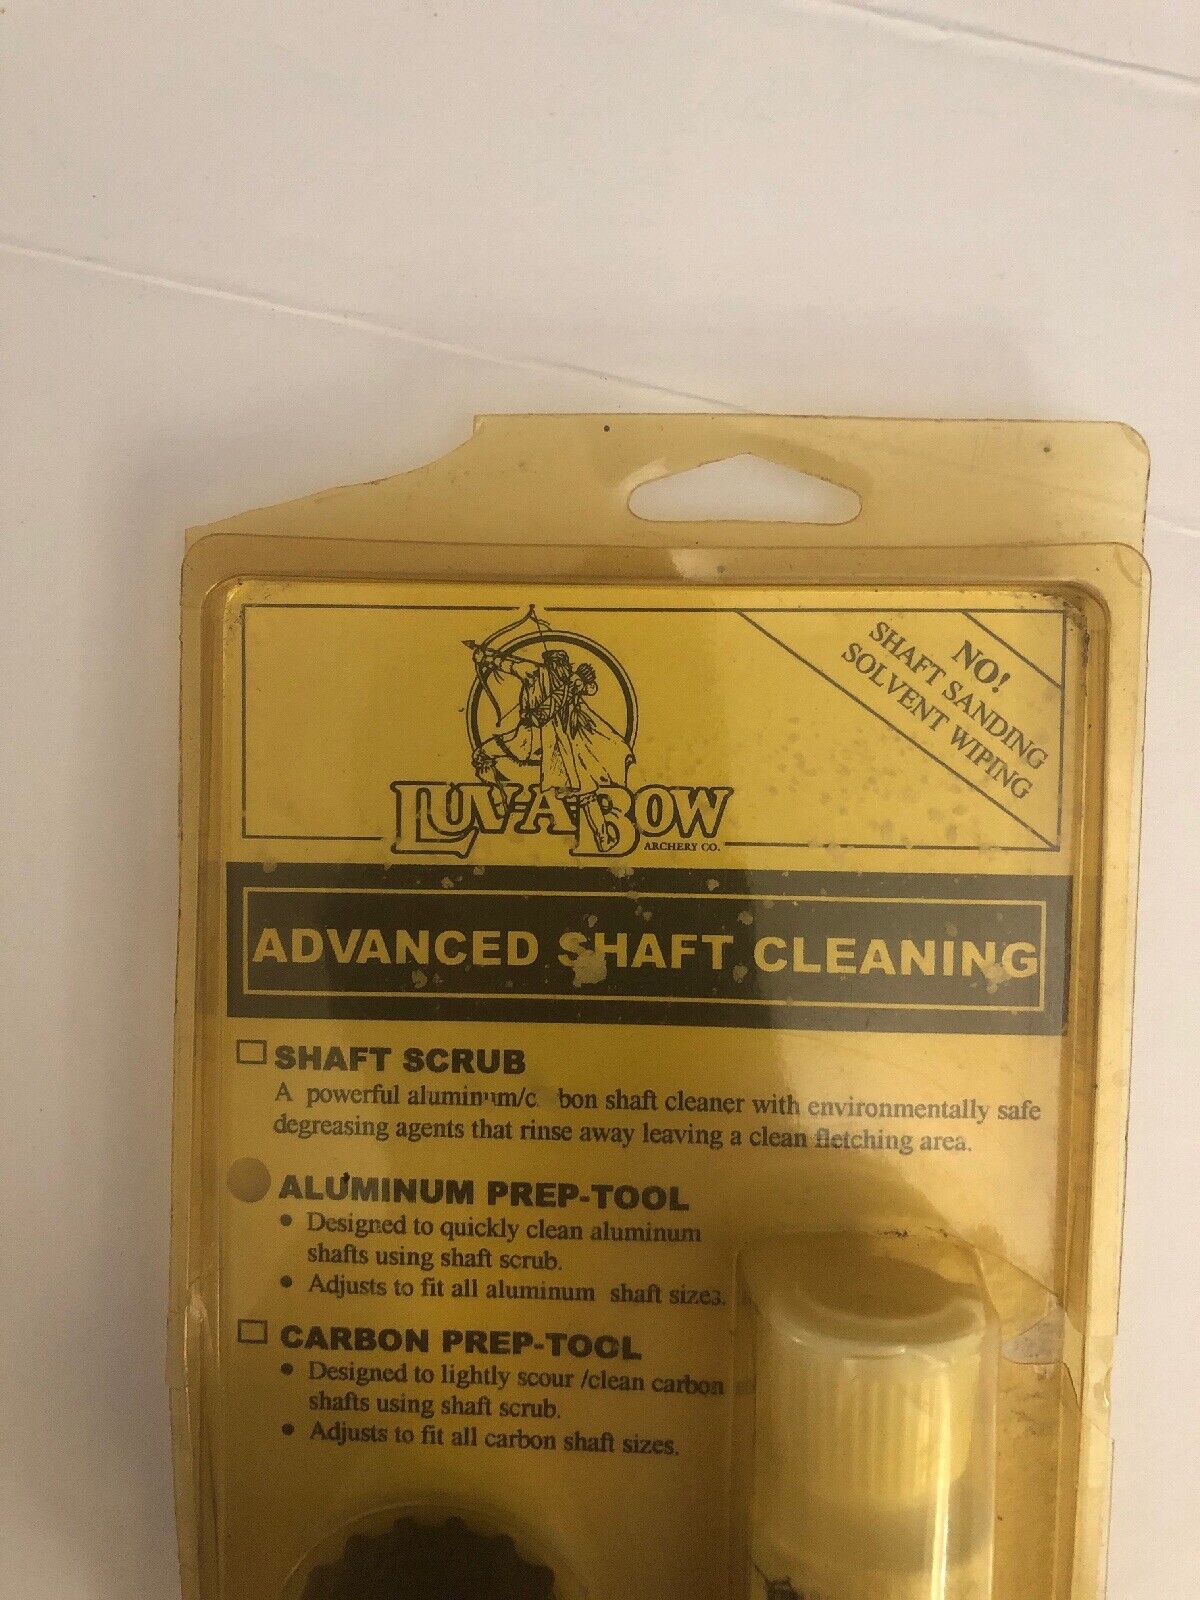 NO!
SHAFT SANDING
SOLVENT WIPING
LUV-A-BOW
ARCHERY CO.
ADVANCED SHAFT CLEANING
SHAFT SCRUB
A powerful aluminum/c bon shaft cleaner with environmentally safe
degreasing agents that rinse away leaving a clean fletching area.
ALUMINUM PREP-TOOL
• Designed to quickly clean aluminum
shafts using shaft scrub.
• Adjusts to fit all aluminum shaft sizes.
CARBON PREP-TOOL
• Designed to lightly scour /clean carbon
shafts using shaft scrub.
• Adjusts to fit all carbon shaft sizes.